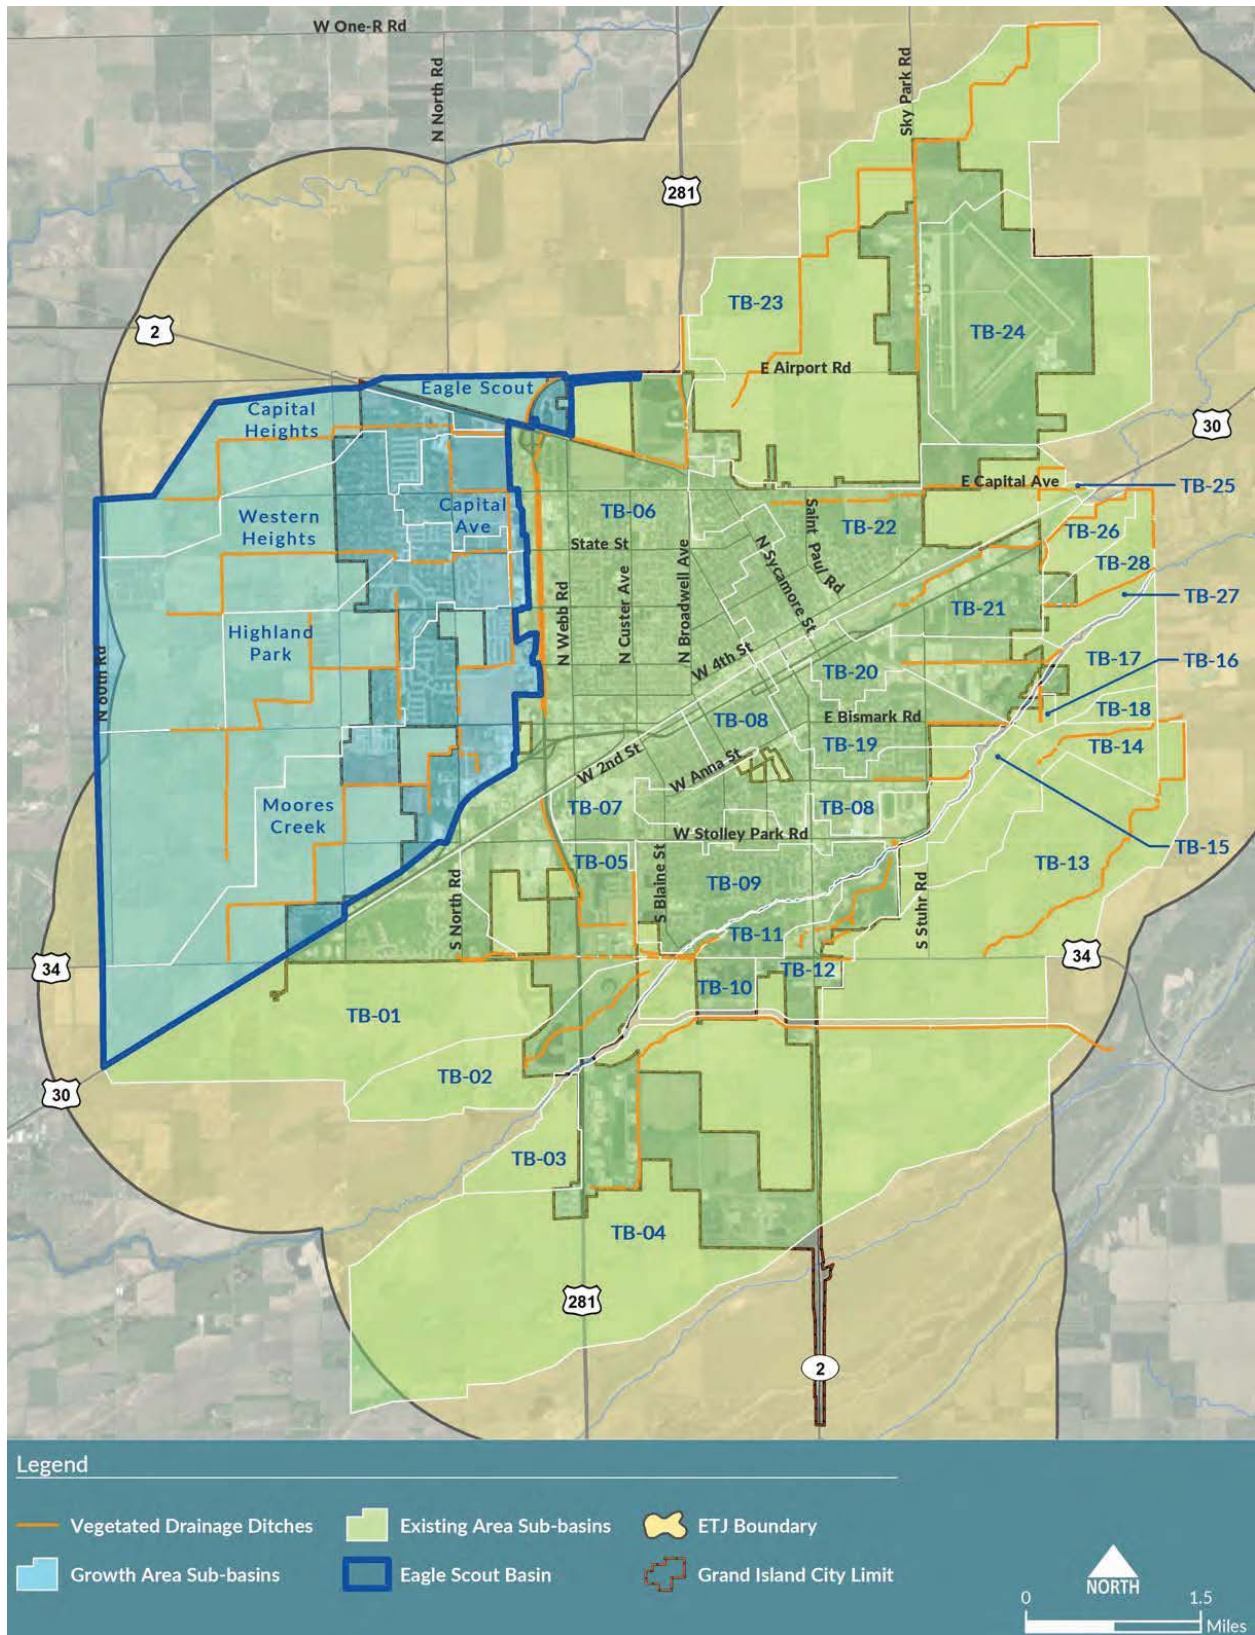 W One-R Rd
N North Rd
Sky Park Rd
281
2
TB-23
TB-24
E Airport Rd
Eagle Scout
Capital
Heights
30
E Capital Ave
TB-25
Western
Heights
Capital
Ave
TB-06
Saint Paul Rd
TB-22
TB-26
State St
N Sycamore St
TB-28
N Webb Rd
N Custer Ave
N Broadwell Ave
TB-21
TB-27
Highland
Park
N 60th Rd
W 4th St
TB-20
TB-17
TB-16
TB-08
E Bismark Rd
TB-18
TB-19
TB-14
W 2nd St
W Anna St
Moores
Creek
TB-07
TB-08
W Stolley Park Rd
TB-15
TB-05
TB-13
S North Rd
S Blaine St
TB-09
S Stuhr Rd
TB-11
34
34
TB-12
TB-10
TB-01
TB-02
30
TB-03
TB-04
281
2
Legend
Vegetated Drainage Ditches
Existing Area Sub-basins
ETJ Boundary
Growth Area Sub-basins
Eagle Scout Basin
Grand Island City Limit
NORTH
0 1.5
Miles